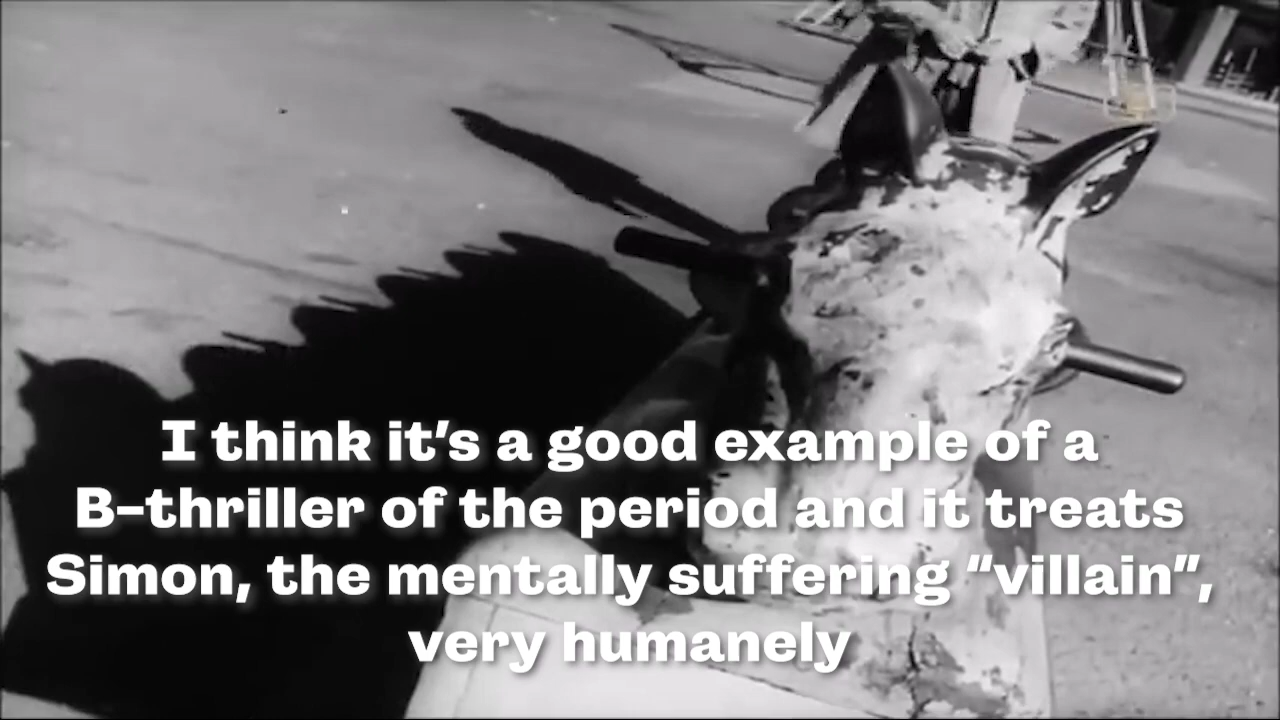 I think it's a good example of a
B-thriller of the period and it treats
Simon, the mentally suffering "villain",
very humanely